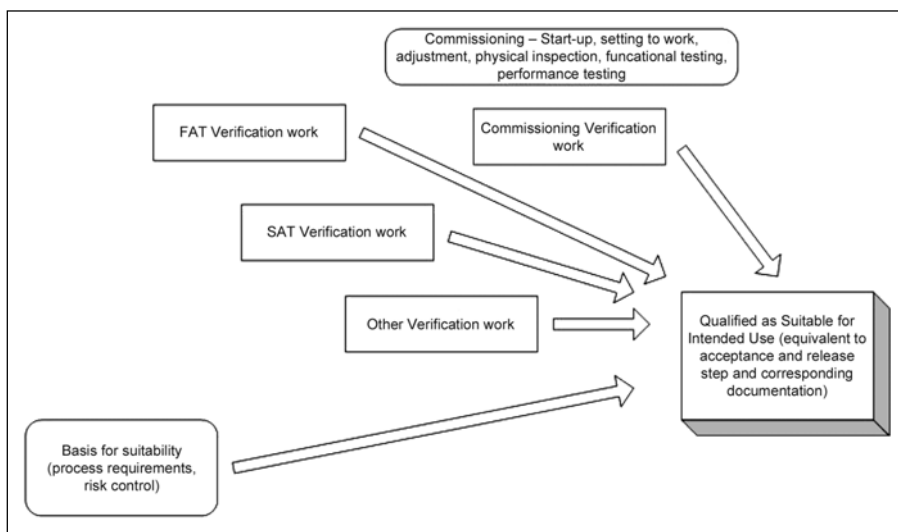 Commissioning – Start-up, setting to work,
adjustment, physical inspection, funcational testing,
performance testing
FAT Verification work
Commissioning Verification
work
SAT Verification work
Other Verification work
Qualified as Suitable for
Intended Use (equivalent to
acceptance and release
step and corresponding
documentation)
Basis for suitability
(process requirements,
risk control)